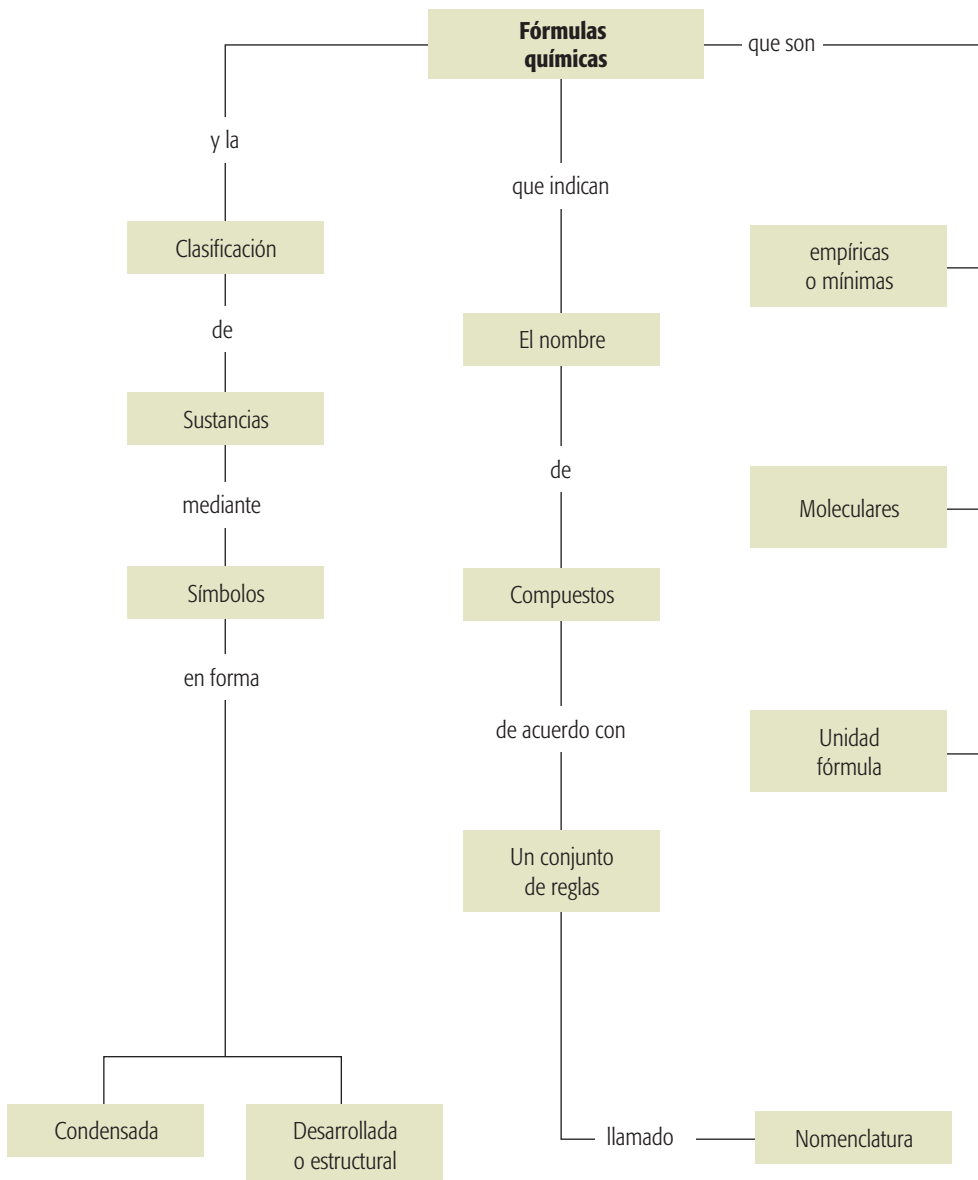 Fórmulas
químicas
que son
y la
que indican
Clasificación
empíricas
o mínimas
de
El nombre
Sustancias
de
mediante
Moleculares
Símbolos
Compuestos
en forma
de acuerdo con
Unidad
fórmula
Un conjunto
de reglas
Condensada
Desarrollada
o estructural
llamado
Nomenclatura